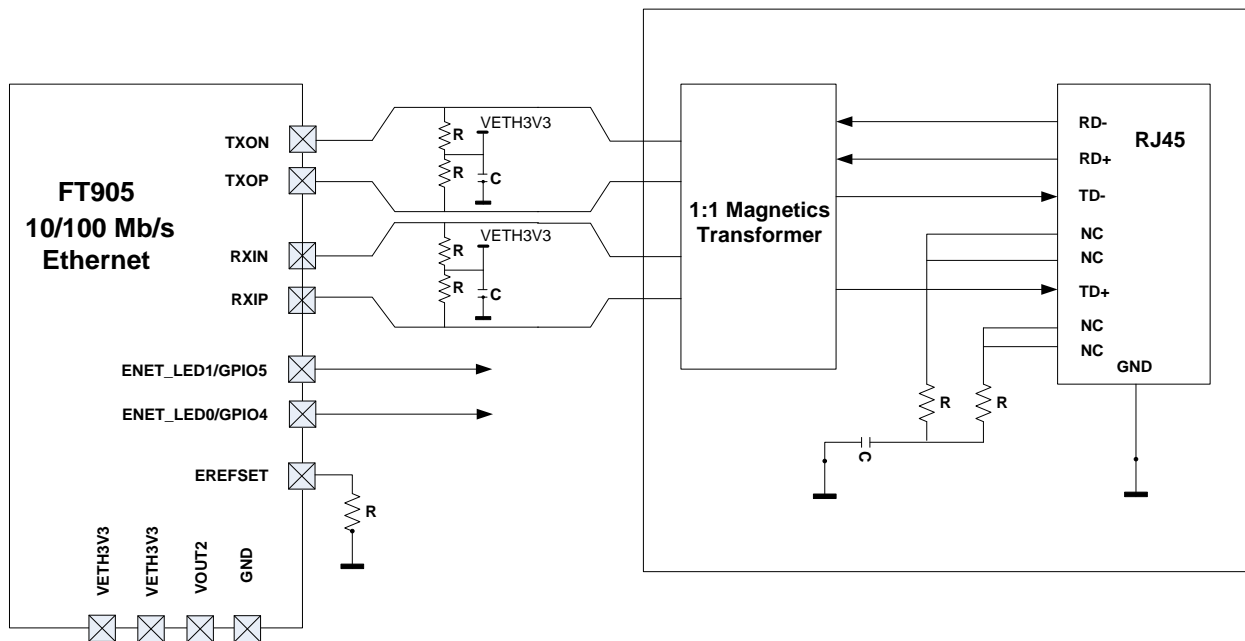 FT905
10/100 Mb/s
Ethernet
TXON
TXOP
RXIN
RXIP
ENET_LED1/GPIO5
ENET_LED0/GPIO4
EREFSET
VETH3V3
VETH3V3
VOUT2
GND
R
VETH3V3
R
C
R
VETH3V3
R
C
R
1:1 Magnetics
Transformer
RJ45
RD-
RD+
TD-
NC
NC
TD+
NC
NC
GND
R
R
C